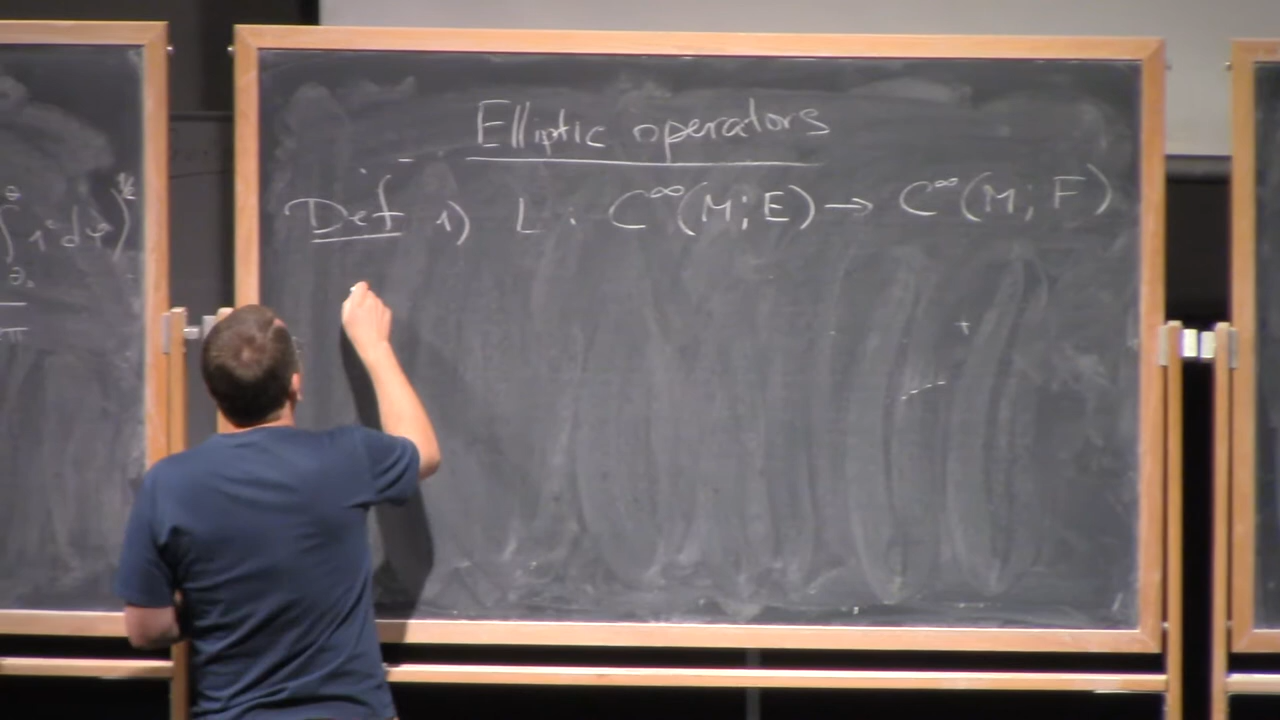 Elliptic operators
Def 1) L : C^∞(M; E) → C^∞(M; F)